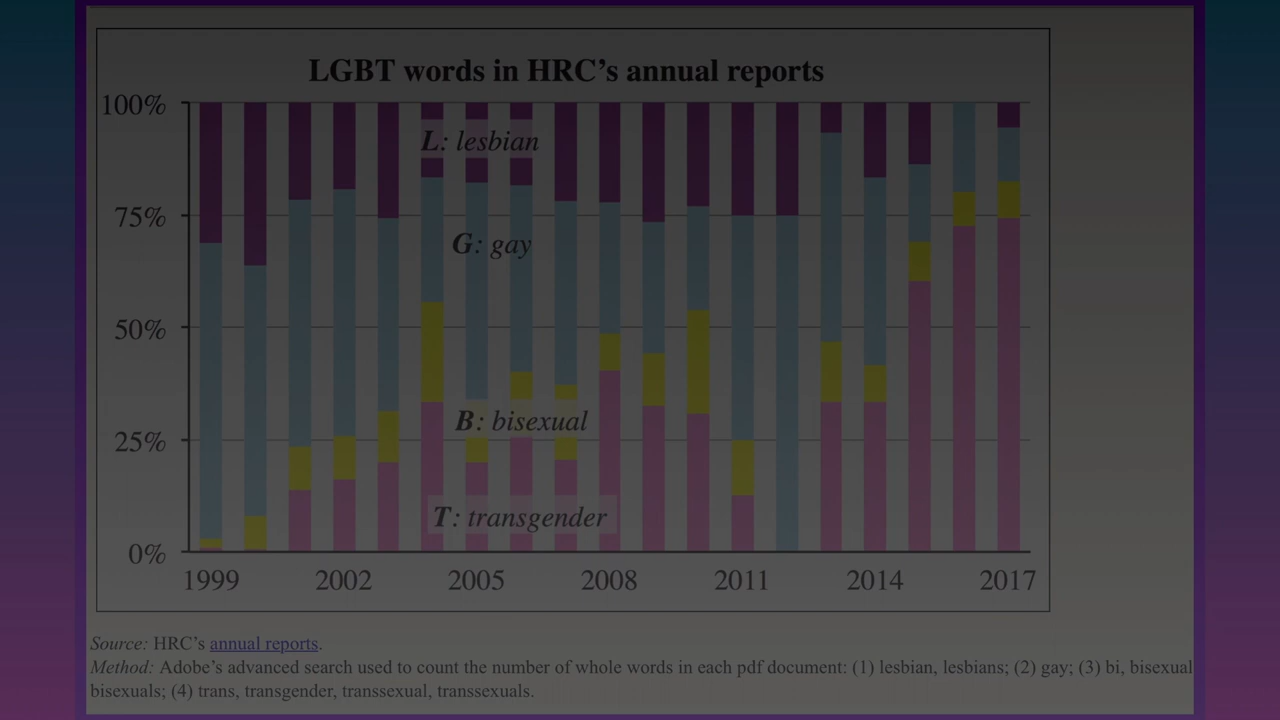 LGBT words in HRC’s annual reports
100%
L: lesbian
75%
G: gay
50%
B: bisexual
25%
T: transgender
0%
1999 2002 2005 2008 2011 2014 2017
Source: HRC’s annual reports.
Method: Adobe’s advanced search used to count the number of whole words in each pdf document: (1) lesbian, lesbians; (2) gay; (3) bi, bisexual
bisexuals; (4) trans, transgender, transsexual, transsexuals.